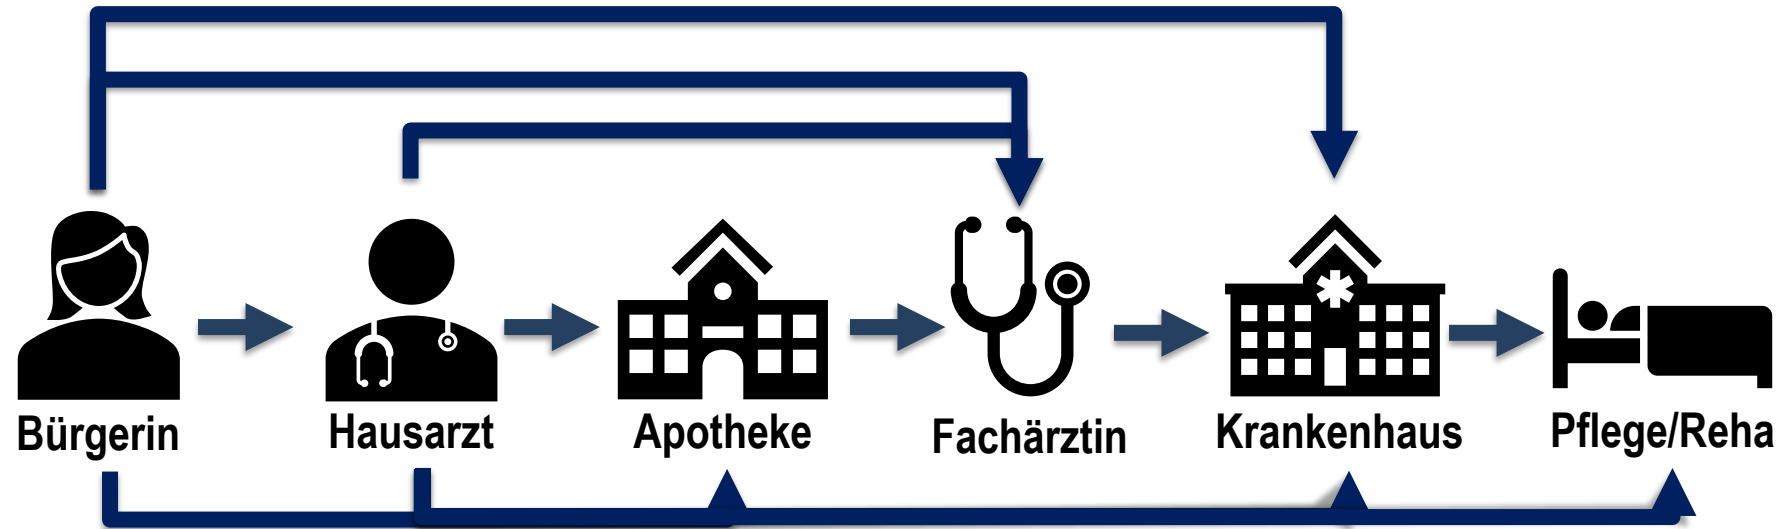 Bürgerin
Hausarzt
Apotheke
Fachärztin
Krankenhaus
Pflege/Reha